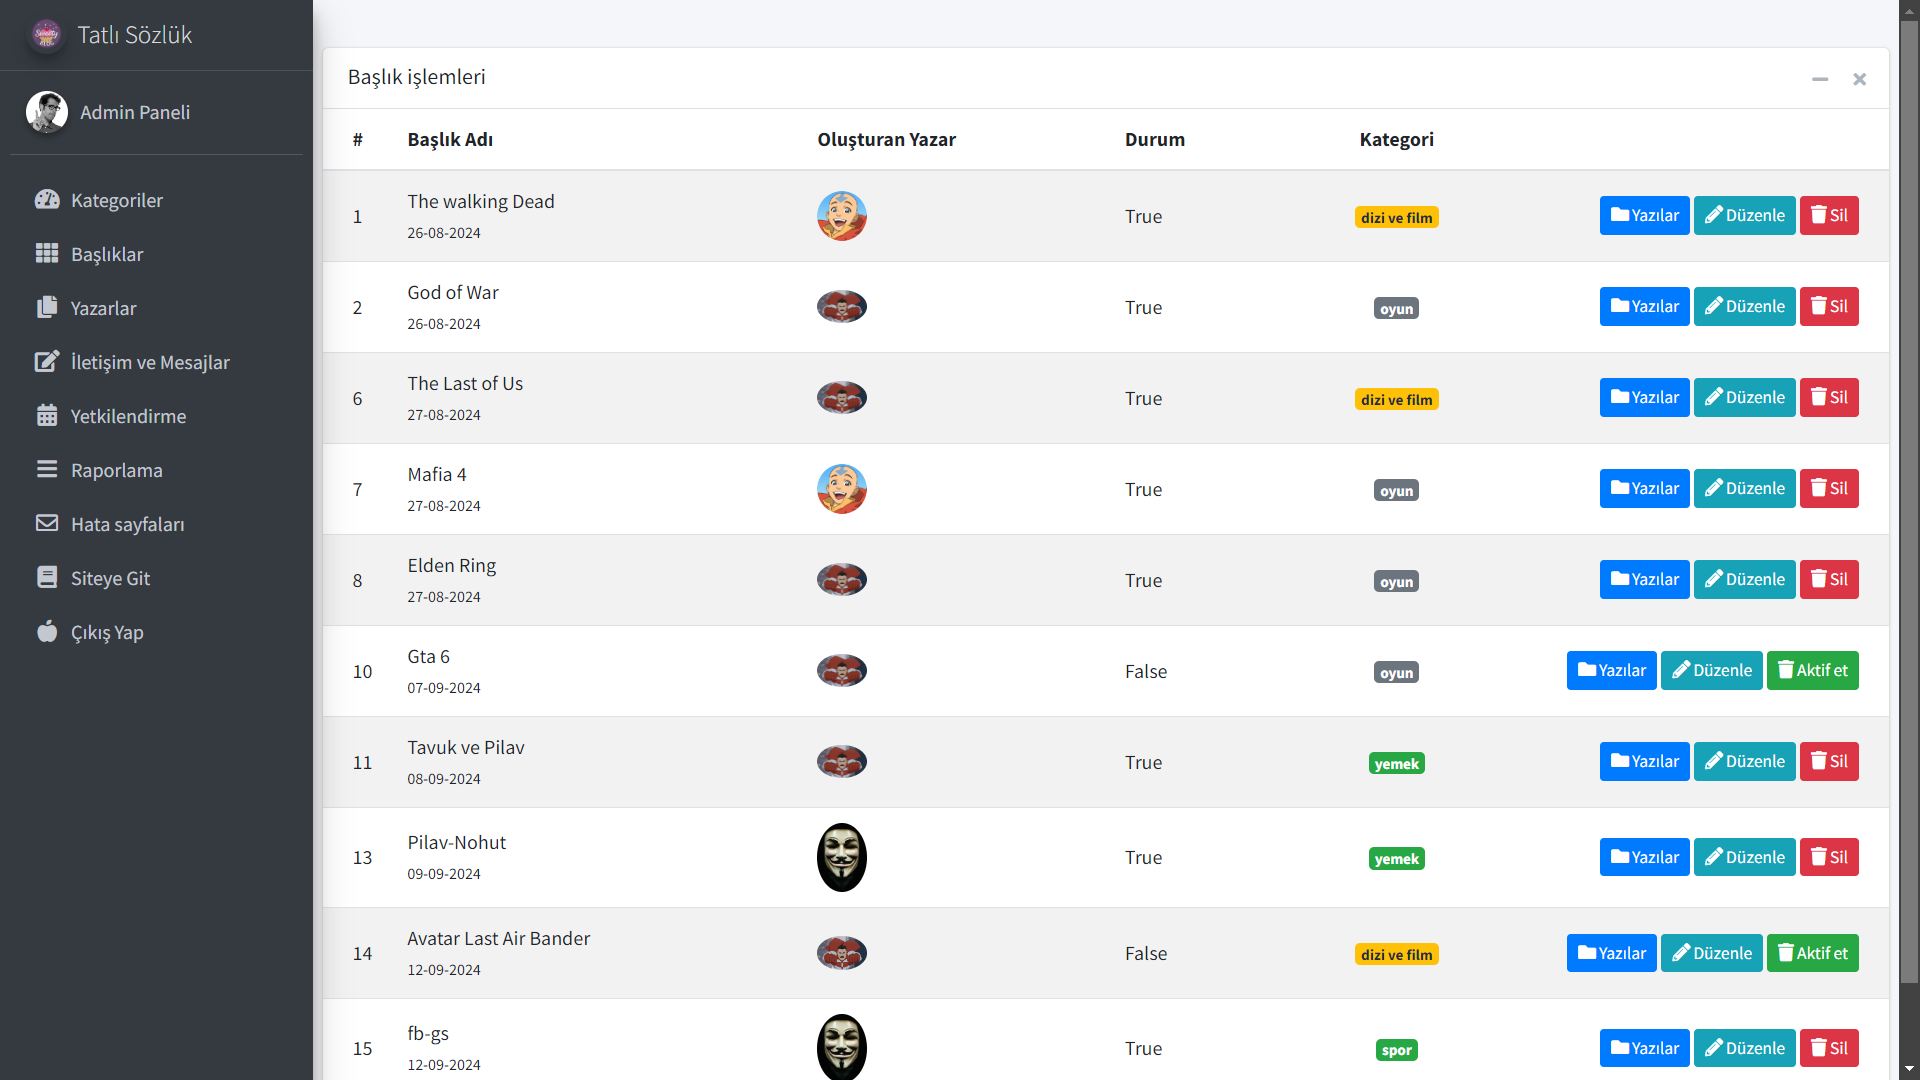 Tatlı Sözlük
Admin Paneli
Kategoriler
Başlıklar
Yazarlar
İletişim ve Mesajlar
Yetkilendirme
Raporlama
Hata sayfaları
Siteye Git
Çıkış Yap
Başlık işlemleri
# Başlık Adı Oluşturan Yazar Durum Kategori
1 The walking Dead 26-08-2024 True dizi ve film Yazılar Düzenle Sil
2 God of War 26-08-2024 True oyun Yazılar Düzenle Sil
6 The Last of Us 27-08-2024 True dizi ve film Yazılar Düzenle Sil
7 Mafia 4 27-08-2024 True oyun Yazılar Düzenle Sil
8 Elden Ring 27-08-2024 True oyun Yazılar Düzenle Sil
10 Gta 6 07-09-2024 False oyun Yazılar Düzenle Aktif et
11 Tavuk ve Pilav 08-09-2024 True yemek Yazılar Düzenle Sil
13 Pilav-Nohut 09-09-2024 True yemek Yazılar Düzenle Sil
14 Avatar Last Air Bander 12-09-2024 False dizi ve film Yazılar Düzenle Aktif et
15 fb-gs 12-09-2024 True spor Yazılar Düzenle Sil